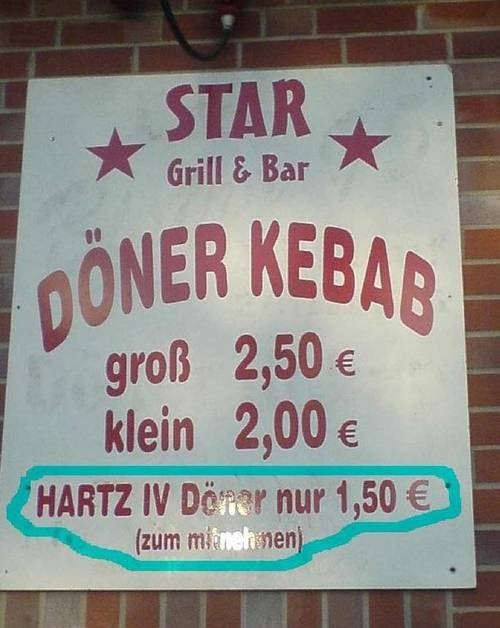 STAR
Grill & Bar
DÖNER KEBAB
groß 2,50 €
klein 2,00 €
HARTZ IV Döner nur 1,50 €
(zum mitnehmen)